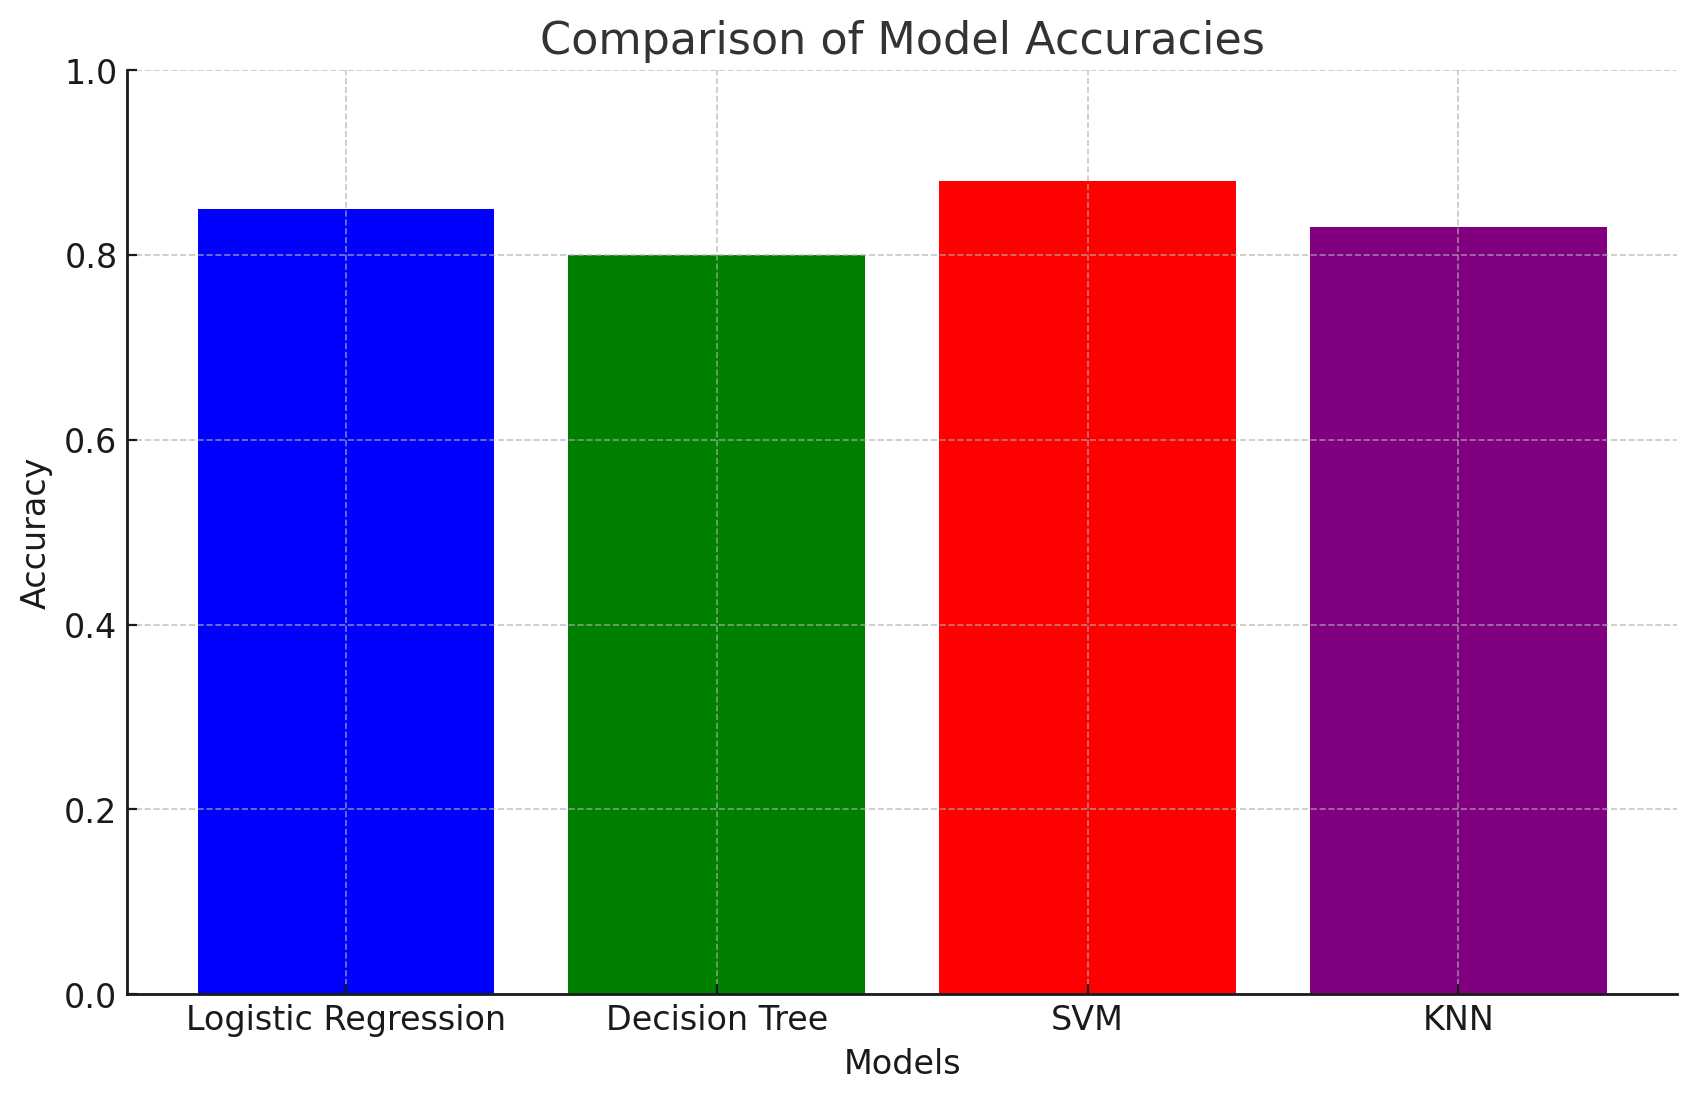 Comparison of Model Accuracies
1.0
0.8
0.6
0.4
0.2
0.0
Accuracy
Logistic Regression
Decision Tree
SVM
KNN
Models